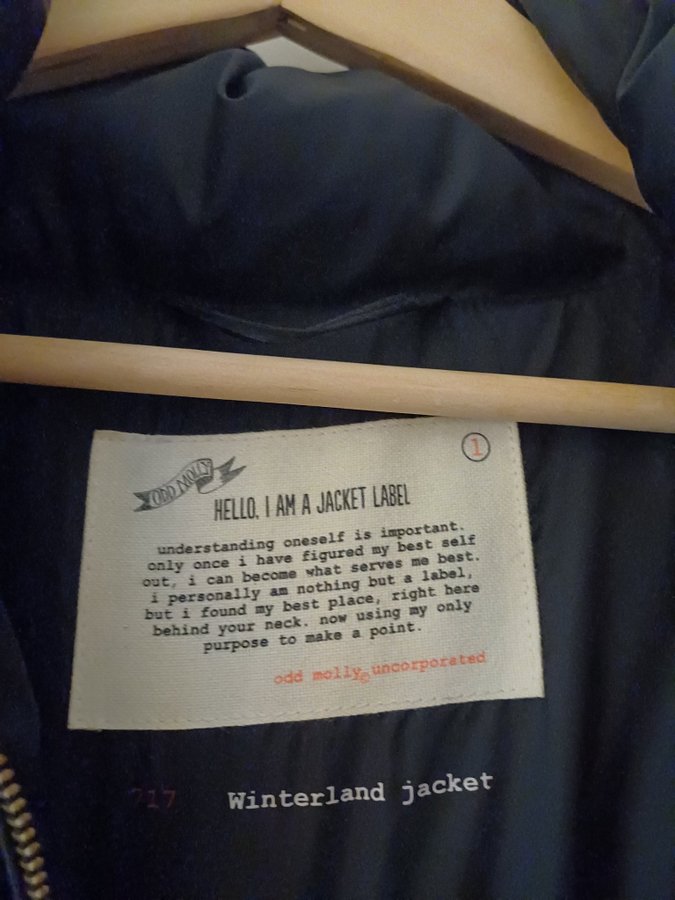 1
ODD MOLLY
HELLO, I AM A JACKET LABEL
understanding oneself is important.
only once i have figured my best self
out, i can become what serves me best.
i personally am nothing but a label,
but i found my best place, right here
behind your neck. now using my only
purpose to make a point.
odd molly© uncorporated
Winterland jacket